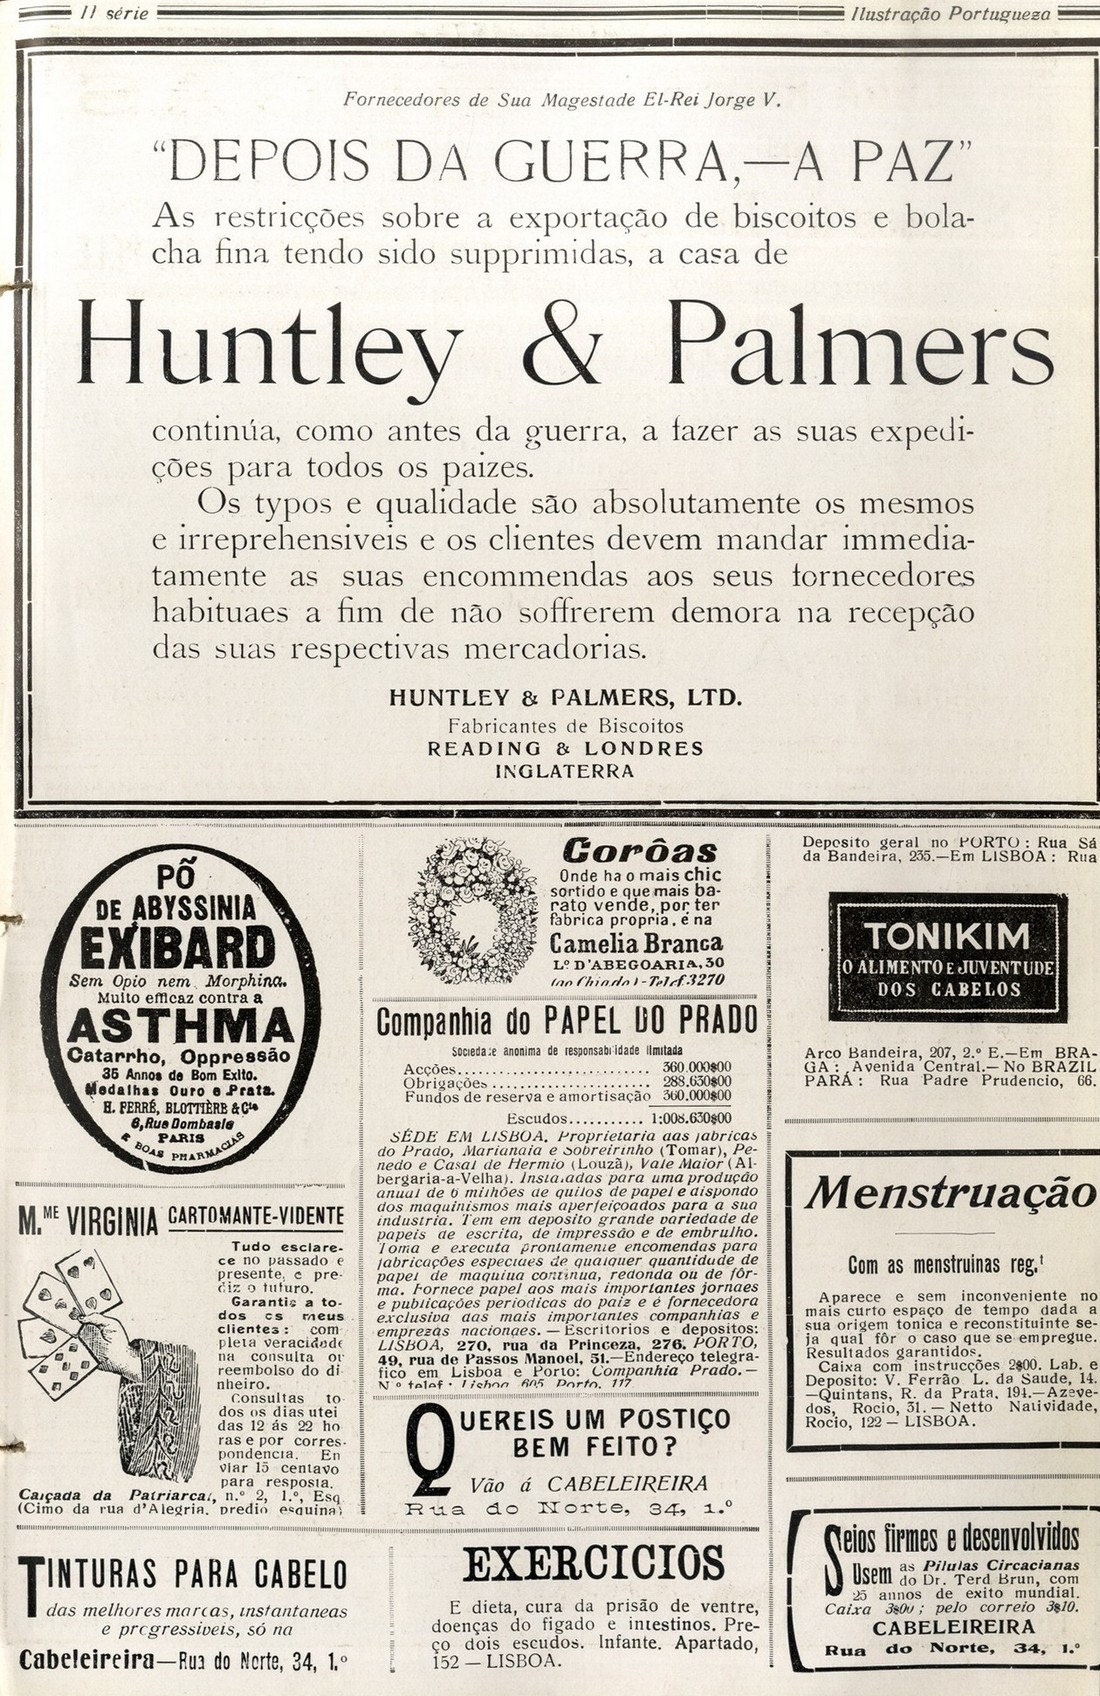 II série
Ilustração Portugueza
Fornecedores de Sua Magestade El-Rei Jorge V.
“DEPOIS DA GUERRA,—A PAZ”
As restricções sobre a exportação de biscoitos e bola-
cha fina tendo sido supprimidas, a casa de
Huntley & Palmers
continúa, como antes da guerra, a fazer as suas expedi-
ções para todos os paizes.
Os typos e qualidade são absolutamente os mesmos
e irreprehensiveis e os clientes devem mandar immedia-
tamente as suas encommendas aos seus fornecedores
habituaes a fim de não soffrerem demora na recepção
das suas respectivas mercadorias.
HUNTLEY & PALMERS, LTD.
Fabricantes de Biscoitos
READING & LONDRES
INGLATERRA
PÕ
DE ABYSSINIA
EXIBARD
Sem Opio nem Morphina.
Muito efficaz contra a
ASTHMA
Catarrho, Oppressão
35 Annos de Bom Exito.
Medalhas Ouro e Prata.
H. FERRÉ, BLOTTIÈRE & Cie
6, Rue Dombasle
PARIS
& BOAS PHARMACIAS
M.ME VIRGINIA CARTOMANTE-VIDENTE
Tudo esclare-
ce no passado e
presente, e pre-
diz o futuro.
Garantia a to-
dos os meus
clientes: com-
pleta veracidade
na consulta ou
reembolso do di-
nheiro.
Consultas to-
dos os dias utei
das 12 ás 22 ho
ras e por corres-
pondencia. En
viar 15 centavo
para resposta.
Calçada da Patriarcal, n.º 2, 1.º, Esq
(Cimo da rua d'Alegria, predio esquina)
TINTURAS PARA CABELO
das melhores marcas, instantaneas
e progressiveis, só na
Cabeleireira—Rua do Norte, 34, 1.º
Corôas
Onde ha o mais chic
sortido e que mais ba-
rato vende, por ter
fabrica propria, é na
Camelia Branca
L.º D'ABEGOARIA, 50
(ao Chiado) - Telef. 3270
Companhia do PAPEL DO PRADO
Sociedade anonima de responsabilidade limitada
Acções........................... 360.000$00
Obrigações....................... 288.630$00
Fundos de reserva e amortisação 360.000$00
Escudos........... 1:008.630$00
SÉDE EM LISBOA. Proprietaria das fabricas
do Prado, Marianaia e Sobreirinho (Tomar), Pe-
nedo e Casal de Hermio (Louzã), Vale Maior (Al-
bergaria-a-Velha). Instaladas para uma produção
anual de 6 milhões de quilos de papel e dispondo
dos maquinismos mais aperfeiçoados para a sua
industria. Tem em deposito grande variedade de
papeis de escrita, de impressão e de embrulho.
Toma e executa prontamente encomendas para
fabricações especiaes de qualquer quantidade de
papel de maquina continua, redonda ou de fôr-
ma. Fornece papel aos mais importantes jornaes
e publicações periodicas do paiz e é fornecedora
exclusiva das mais importantes companhias e
emprezas nacionaes. — Escritorios e depositos:
LISBOA, 270, rua da Princeza, 276. PORTO,
49, rua de Passos Manoel, 51.—Endereço telegra-
fico em Lisboa e Porto: Companhia Prado.—
N.º telef.: Lisboa, 605. Porto, 117.
QUEREIS UM POSTIÇO
BEM FEITO?
Vão á CABELEIREIRA
Rua do Norte, 34, 1.º
EXERCICIOS
E dieta, cura da prisão de ventre,
doenças do figado e intestinos. Pre-
ço dois escudos. Infante. Apartado,
152 — LISBOA.
Deposito geral no PORTO: Rua Sá
da Bandeira, 235.—Em LISBOA: Rua
TONIKIM
O ALIMENTO E JUVENTUDE
DOS CABELOS
Arco Bandeira, 207, 2.º E.—Em BRA-
GA: Avenida Central.— No BRAZIL
PARÁ: Rua Padre Prudencio, 66.
Menstruação
Com as menstruinas reg.t
Aparece e sem inconveniente no
mais curto espaço de tempo dada a
sua origem tonica e reconstituinte se-
ja qual fôr o caso que se empregue.
Resultados garantidos.
Caixa com instrucções 2$00. Lab. e
Deposito: V. Ferrão L. da Saude, 14.
—Quintans, R. da Prata, 194.—Azeve-
dos, Rocio, 31. — Netto Natividade,
Rocio, 122 — LISBOA.
Seios firmes e desenvolvidos
Usem as Pilulas Circacianas
do Dr. Terd Brun, com
25 annos de exito mundial.
Caixa 3$00; pelo correio 3$10.
CABELEIREIRA
Rua do Norte, 34, 1.º